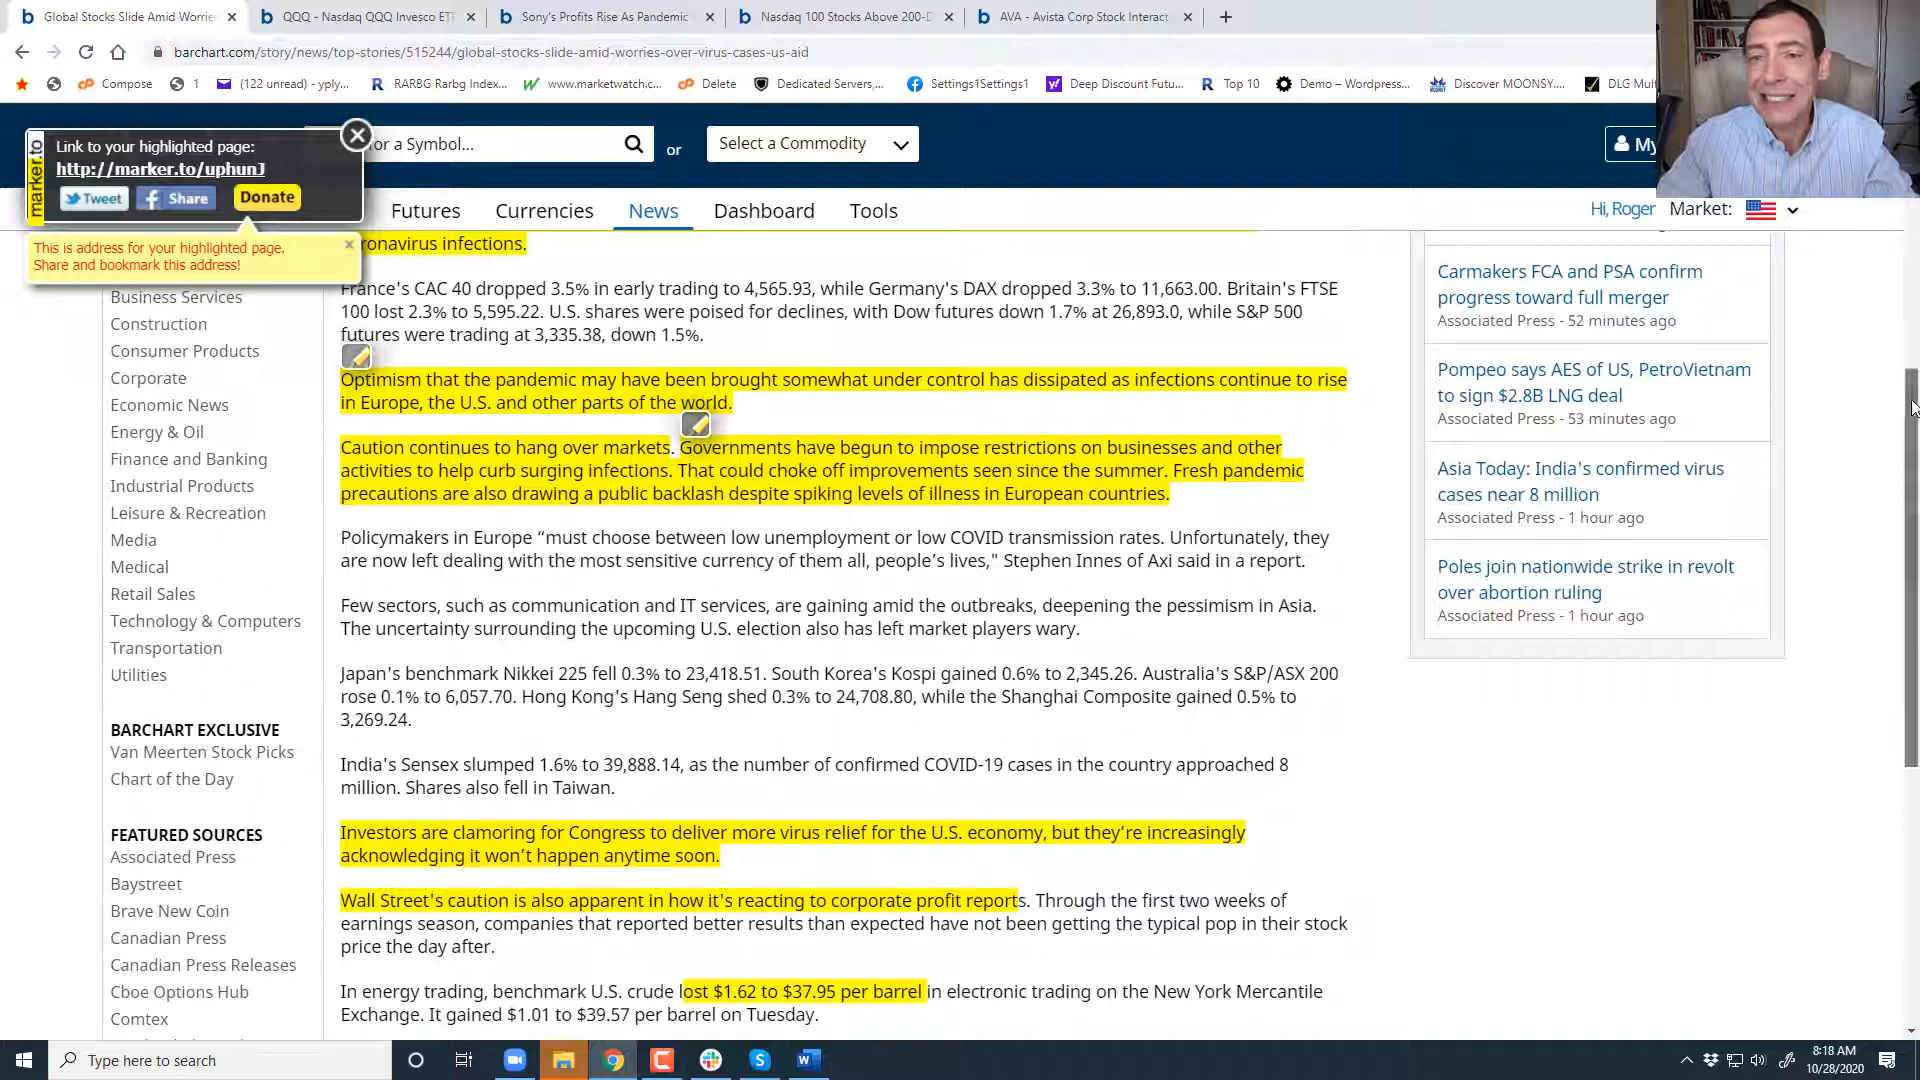 Global Stocks Slide Amid Worrie
QQQ - Nasdaq QQQ Invesco ETF
Sony's Profits Rise As Pandemic
Nasdaq 100 Stocks Above 200-D
AVA - Avista Corp Stock Interact
barchart.com/story/news/top-stories/515244/global-stocks-slide-amid-worries-over-virus-cases-us-aid
Compose
1
(122 unread) - yply...
RARBG Rarbg Index...
www.marketwatch.c...
Delete
Dedicated Servers,...
Settings1Settings1
Deep Discount Futu...
Top 10
Demo – Wordpress...
Discover MOONSY....
DLG Mul
marker.to
Link to your highlighted page:
http://marker.to/uphunJ
Tweet
Share
Donate
This is address for your highlighted page.
Share and bookmark this address!
or a Symbol...
or
Select a Commodity
My
Futures
Currencies
News
Dashboard
Tools
Hi, Roger
Market:
Business Services
Construction
Consumer Products
Corporate
Economic News
Energy & Oil
Finance and Banking
Industrial Products
Leisure & Recreation
Media
Medical
Retail Sales
Technology & Computers
Transportation
Utilities
BARCHART EXCLUSIVE
Van Meerten Stock Picks
Chart of the Day
FEATURED SOURCES
Associated Press
Baystreet
Brave New Coin
Canadian Press
Canadian Press Releases
Cboe Options Hub
Comtex
ronavirus infections.
France's CAC 40 dropped 3.5% in early trading to 4,565.93, while Germany's DAX dropped 3.3% to 11,663.00. Britain's FTSE
100 lost 2.3% to 5,595.22. U.S. shares were poised for declines, with Dow futures down 1.7% at 26,893.0, while S&P 500
futures were trading at 3,335.38, down 1.5%.
Optimism that the pandemic may have been brought somewhat under control has dissipated as infections continue to rise
in Europe, the U.S. and other parts of the world.
Caution continues to hang over markets. Governments have begun to impose restrictions on businesses and other
activities to help curb surging infections. That could choke off improvements seen since the summer. Fresh pandemic
precautions are also drawing a public backlash despite spiking levels of illness in European countries.
Policymakers in Europe “must choose between low unemployment or low COVID transmission rates. Unfortunately, they
are now left dealing with the most sensitive currency of them all, people’s lives," Stephen Innes of Axi said in a report.
Few sectors, such as communication and IT services, are gaining amid the outbreaks, deepening the pessimism in Asia.
The uncertainty surrounding the upcoming U.S. election also has left market players wary.
Japan's benchmark Nikkei 225 fell 0.3% to 23,418.51. South Korea's Kospi gained 0.6% to 2,345.26. Australia's S&P/ASX 200
rose 0.1% to 6,057.70. Hong Kong's Hang Seng shed 0.3% to 24,708.80, while the Shanghai Composite gained 0.5% to
3,269.24.
India's Sensex slumped 1.6% to 39,888.14, as the number of confirmed COVID-19 cases in the country approached 8
million. Shares also fell in Taiwan.
Investors are clamoring for Congress to deliver more virus relief for the U.S. economy, but they’re increasingly
acknowledging it won’t happen anytime soon.
Wall Street's caution is also apparent in how it's reacting to corporate profit reports. Through the first two weeks of
earnings season, companies that reported better results than expected have not been getting the typical pop in their stock
price the day after.
In energy trading, benchmark U.S. crude lost $1.62 to $37.95 per barrel in electronic trading on the New York Mercantile
Exchange. It gained $1.01 to $39.57 per barrel on Tuesday.
Carmakers FCA and PSA confirm
progress toward full merger
Associated Press - 52 minutes ago
Pompeo says AES of US, PetroVietnam
to sign $2.8B LNG deal
Associated Press - 53 minutes ago
Asia Today: India's confirmed virus
cases near 8 million
Associated Press - 1 hour ago
Poles join nationwide strike in revolt
over abortion ruling
Associated Press - 1 hour ago
Type here to search
8:18 AM
10/28/2020